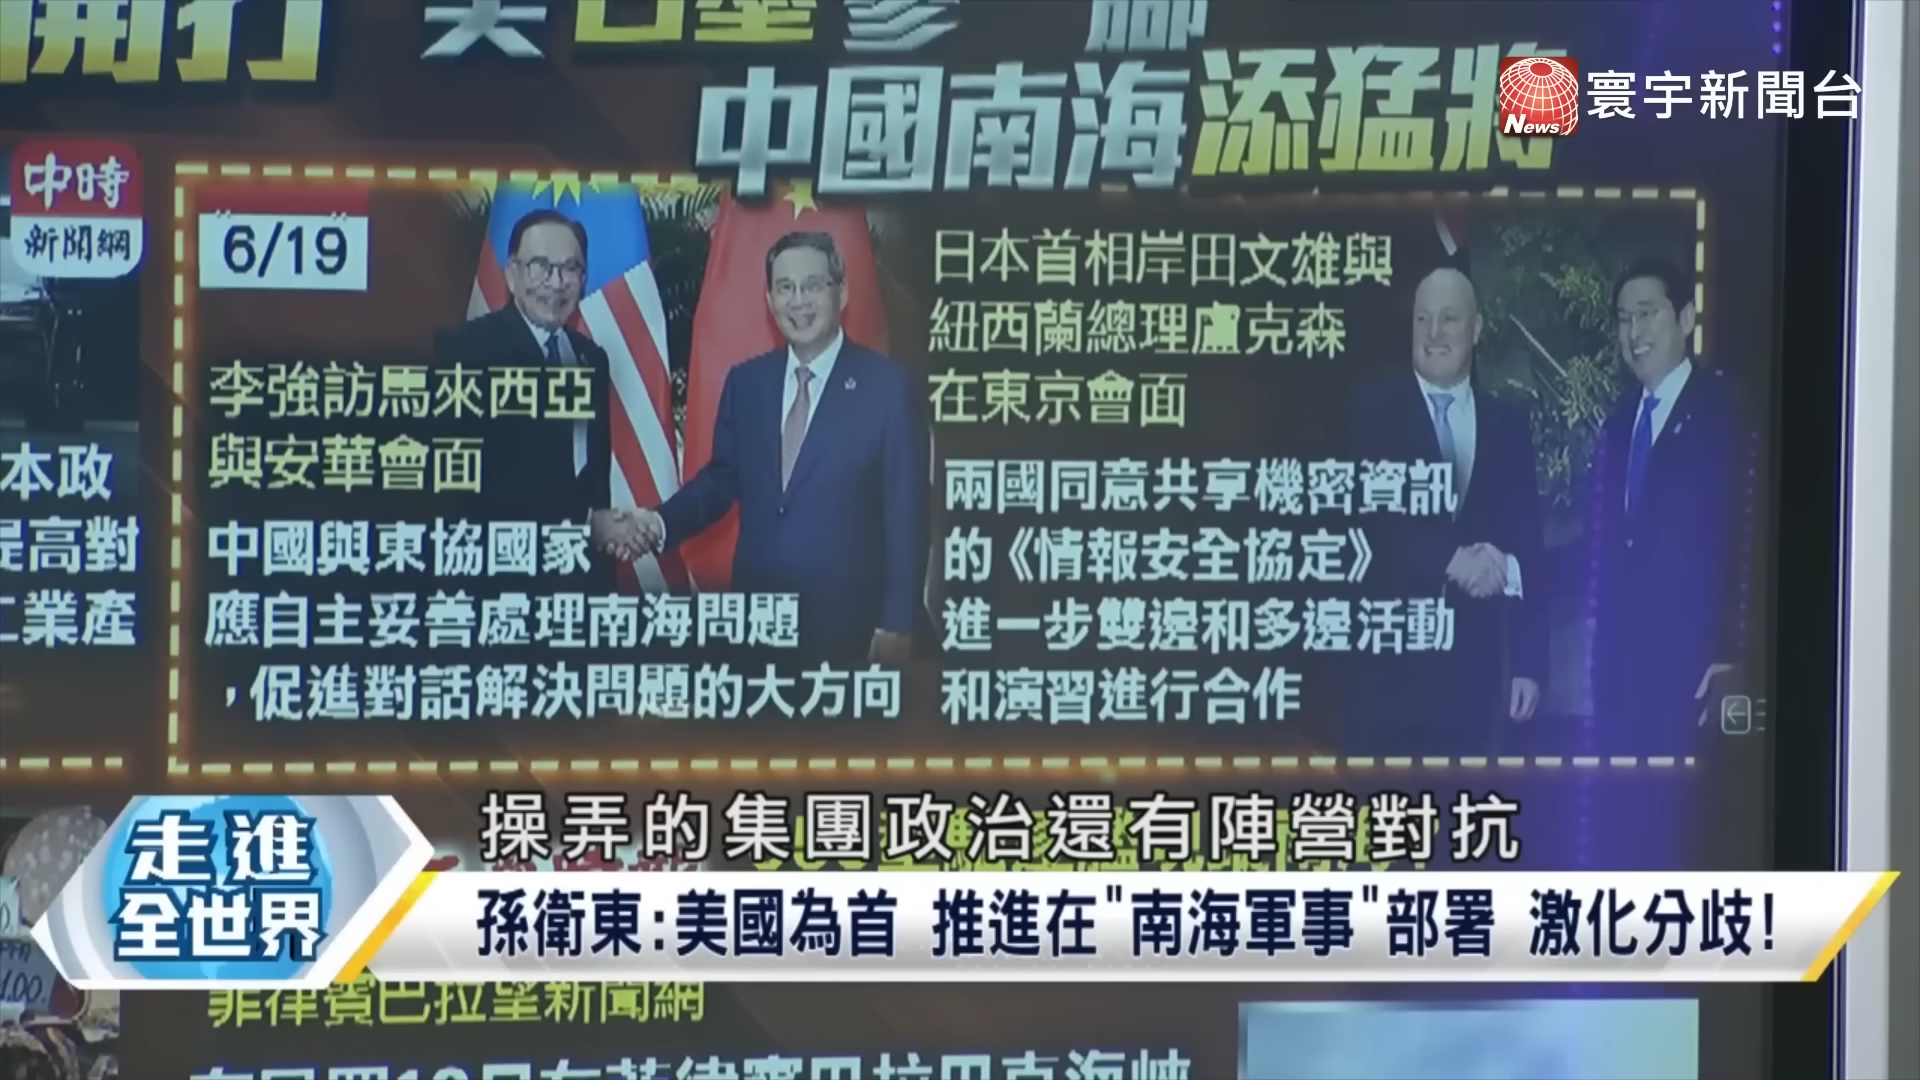 開打
中國南海添猛將
News
寰宇新聞台
中時
新聞網
"6/19"
李強訪馬來西亞
與安華會面
中國與東協國家
應自主妥善處理南海問題
，促進對話解決問題的大方向
日本首相岸田文雄與
紐西蘭總理盧克森
在東京會面
兩國同意共享機密資訊
的《情報安全協定》
進一步雙邊和多邊活動
和演習進行合作
本政
提高對
工業產
操弄的集團政治還有陣營對抗
走進
全世界
孫衛東:美國為首 推進在"南海軍事"部署 激化分歧!
菲律賓巴拉望新聞網